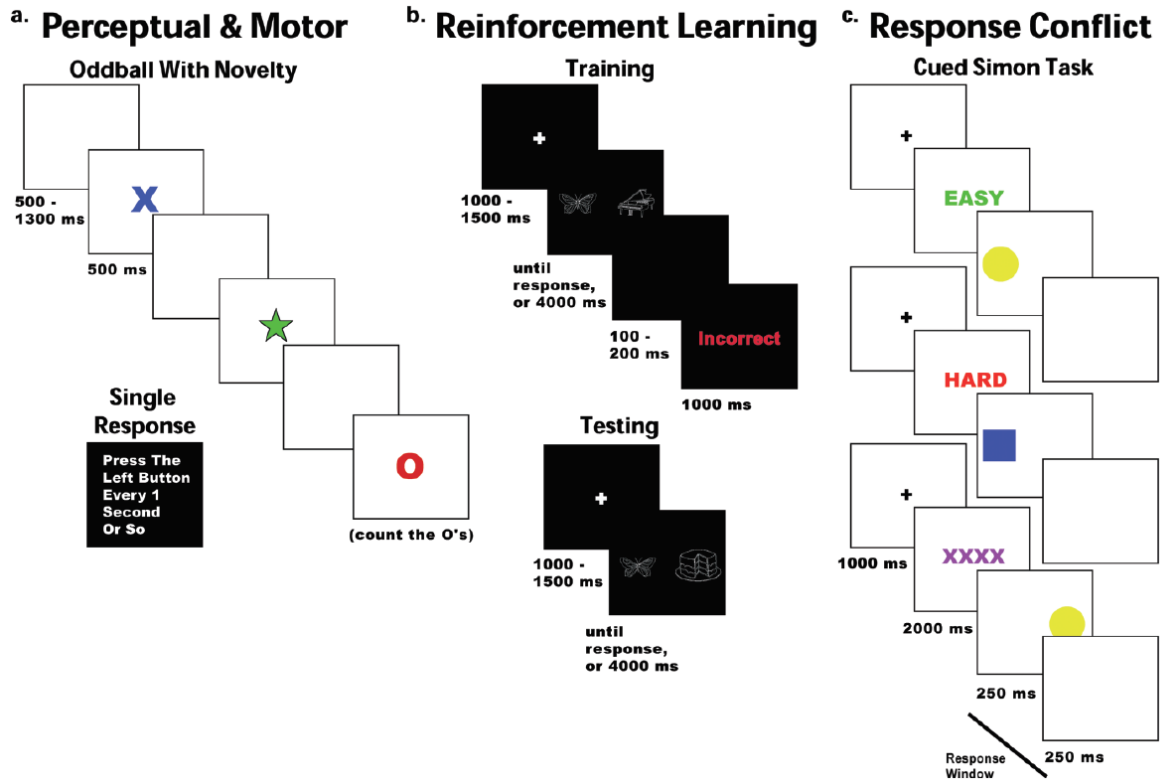 a. Perceptual & Motor
Oddball With Novelty
500 -
1300 ms
X
500 ms
O
(count the O's)
Single
Response
Press The
Left Button
Every 1
Second
Or So
b. Reinforcement Learning
Training
+
1000 -
1500 ms
until
response,
or 4000 ms
100 -
200 ms
Incorrect
1000 ms
Testing
+
1000 -
1500 ms
until
response,
or 4000 ms
c. Response Conflict
Cued Simon Task
+
EASY
+
HARD
+
1000 ms
XXXX
2000 ms
250 ms
250 ms
Response
Window